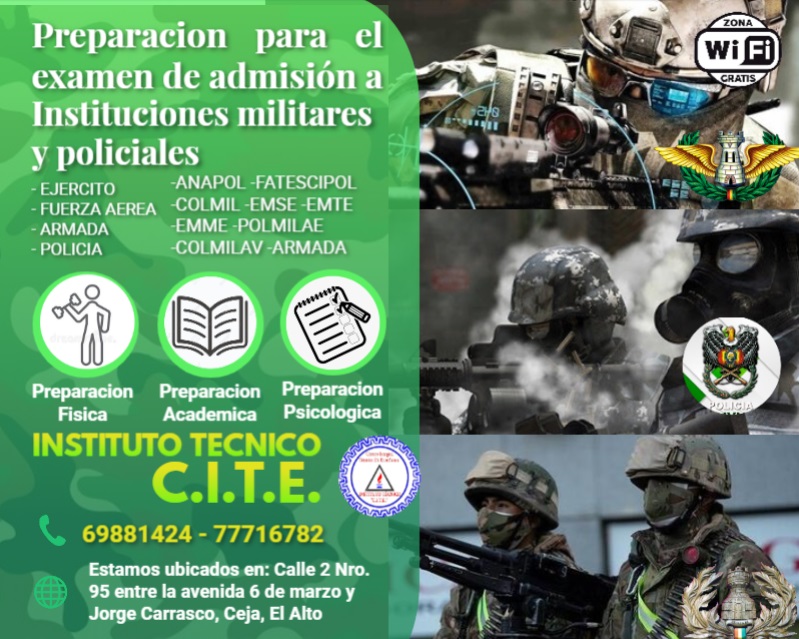 Preparacion para el
examen de admisión a
Instituciones militares
y policiales
- EJERCITO
- FUERZA AEREA
- ARMADA
- POLICIA
-ANAPOL -FATESCIPOL
-COLMIL -EMSE -EMTE
-EMME -POLMILAE
-COLMILAV -ARMADA
Preparacion
Fisica
Preparacion
Academica
Preparacion
Psicologica
INSTITUTO TECNICO
C.I.T.E.
69881424 - 77716782
Estamos ubicados en: Calle 2 Nro.
95 entre la avenida 6 de marzo y
Jorge Carrasco, Ceja, El Alto
ZONA
WiFi
GRATIS
POLICIA